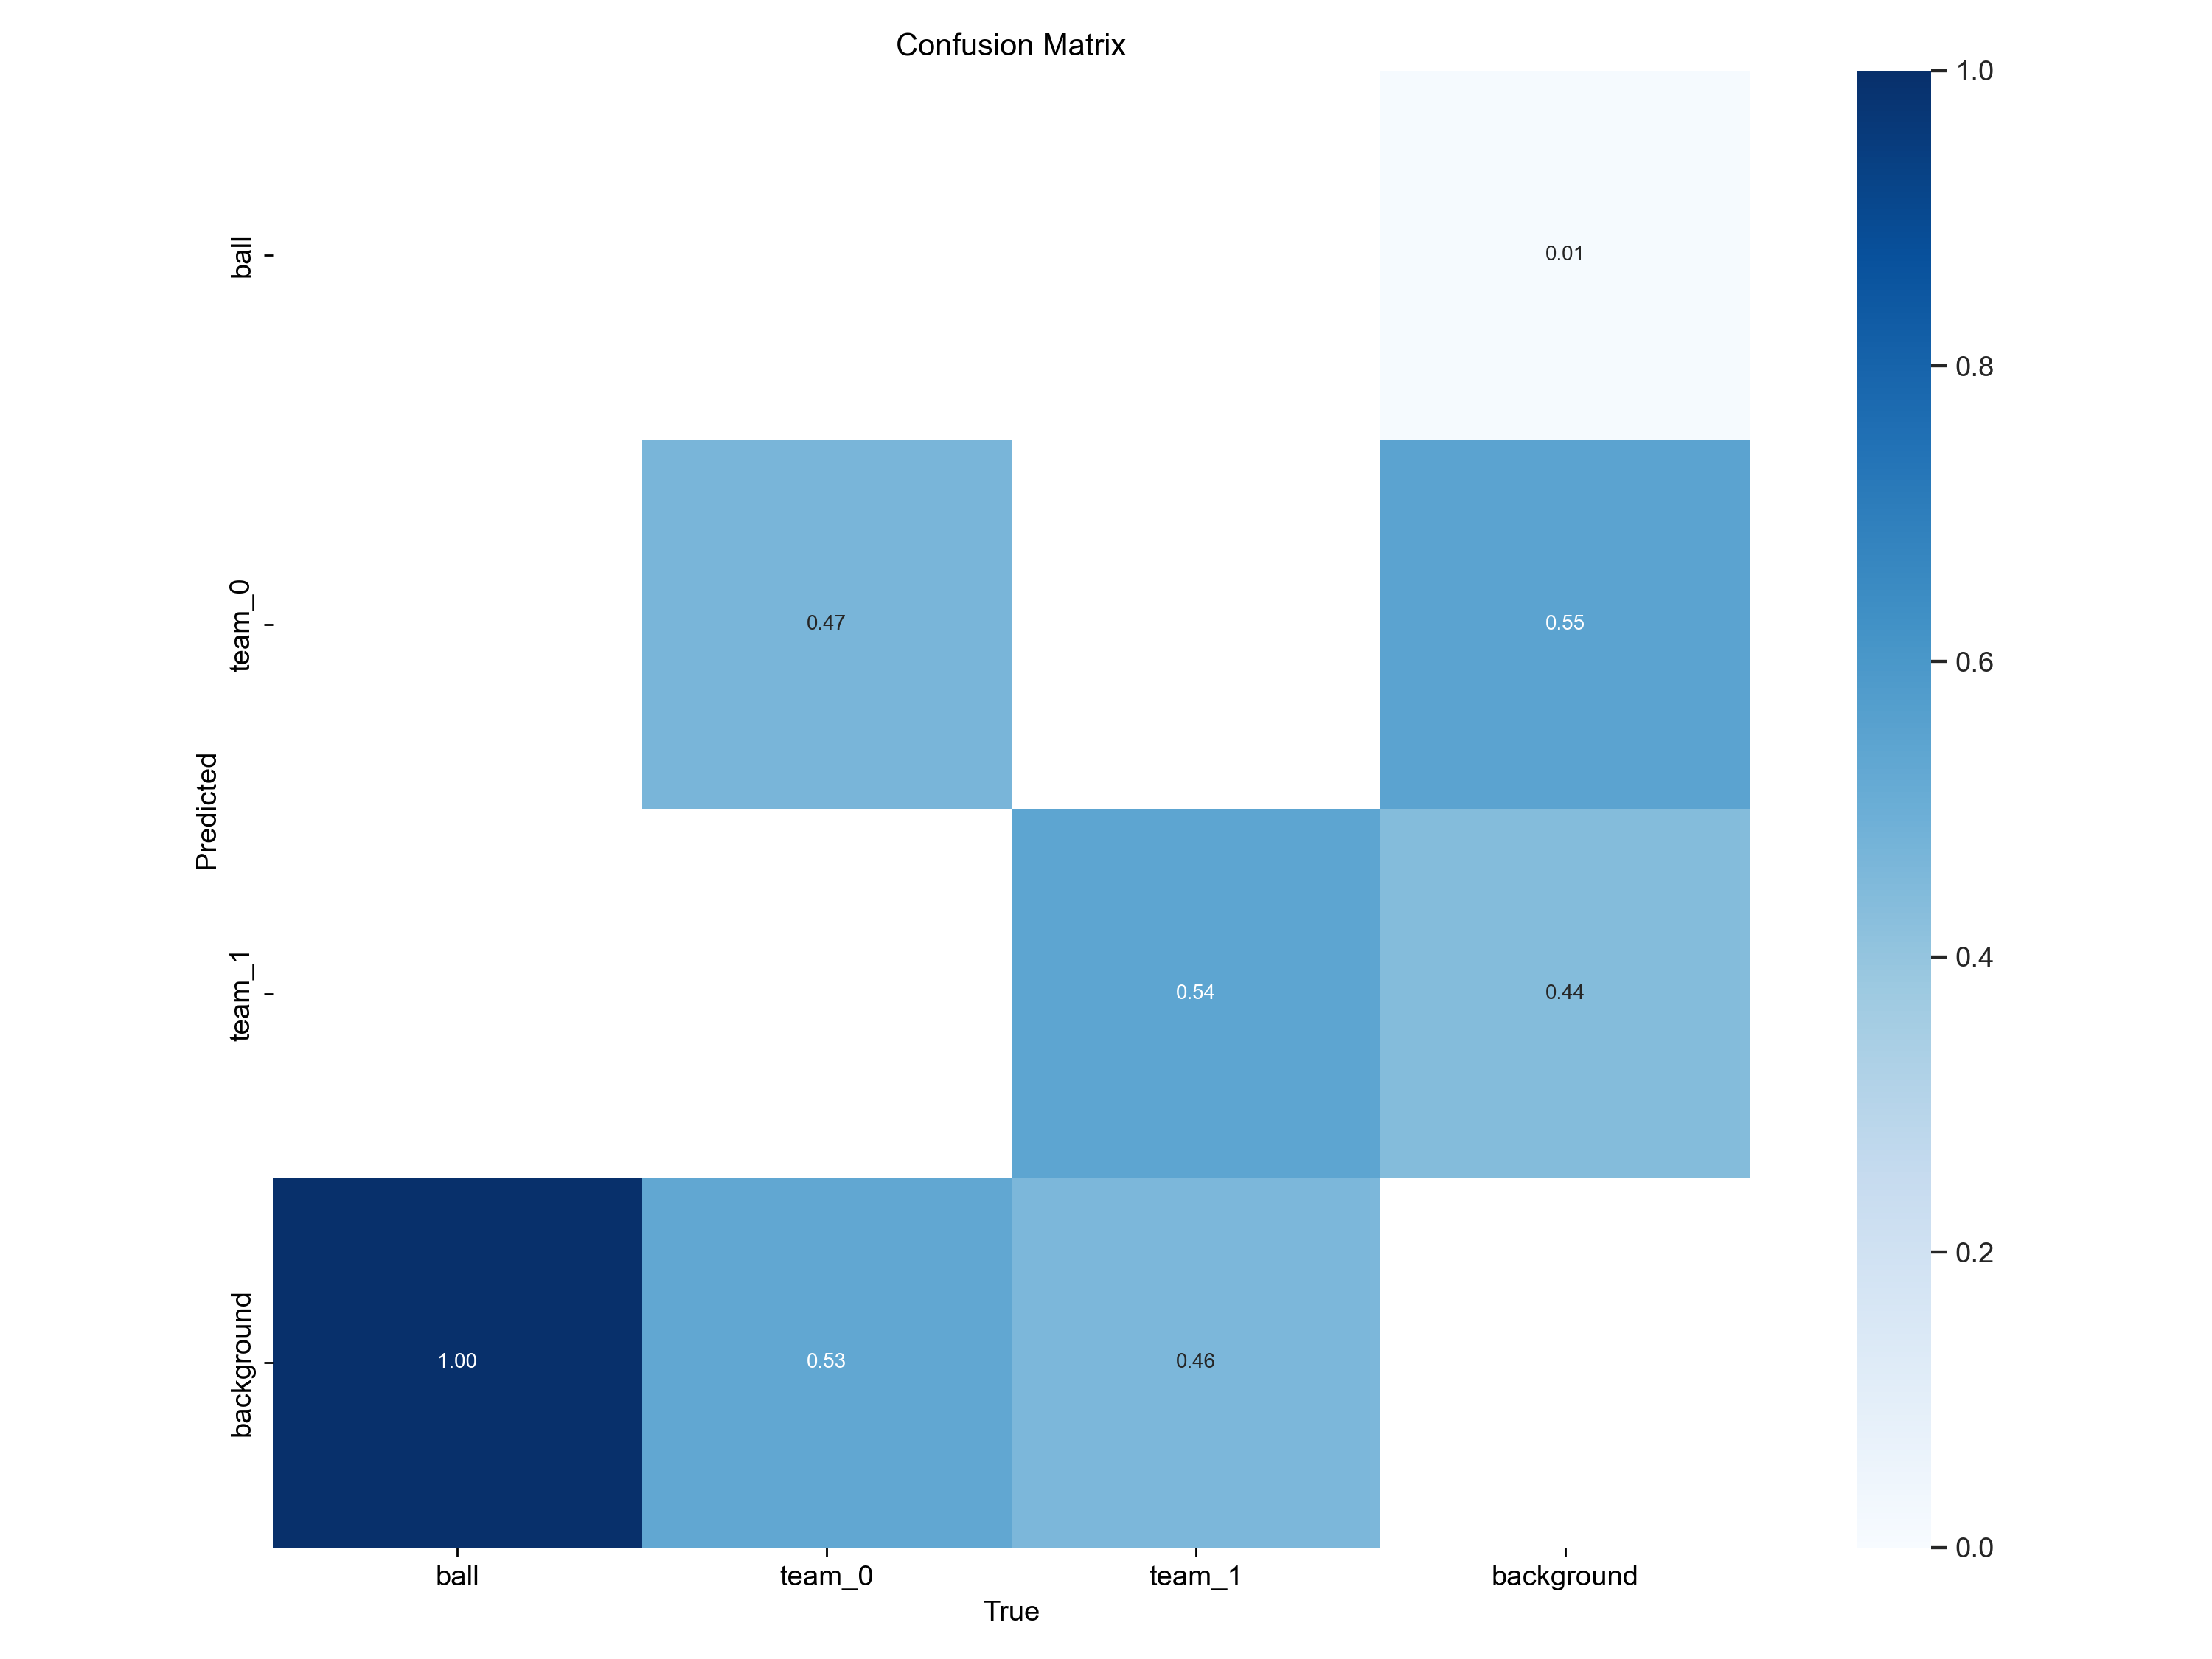 Confusion Matrix
1.0
ball
0.01
0.8
team_0
0.47
0.55
0.6
Predicted
team_1
0.54
0.44
0.4
background
1.00
0.53
0.46
0.2
0.0
ball
team_0
team_1
background
True